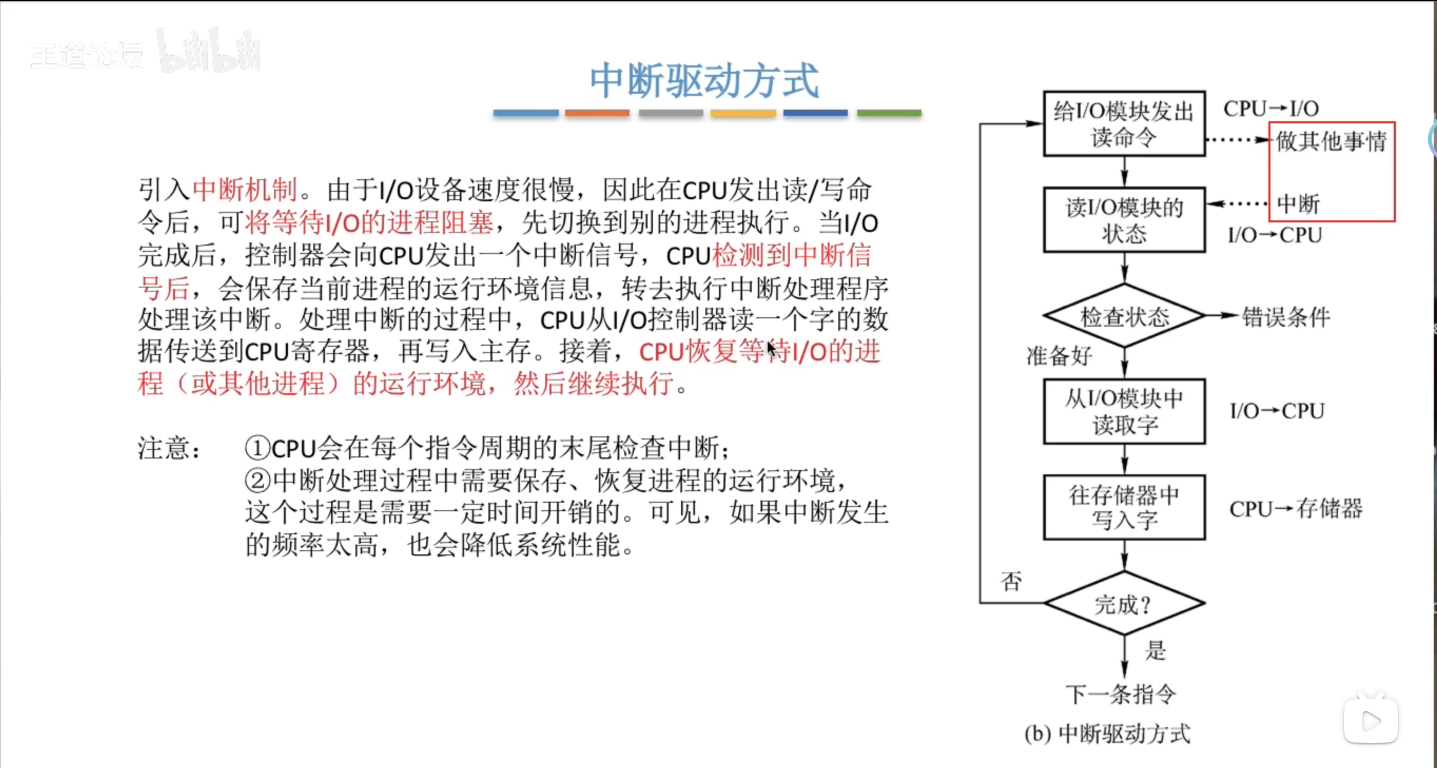 王道论坛 bilibili
中断驱动方式
引入中断机制。由于I/O设备速度很慢，因此在CPU发出读/写命
令后，可将等待I/O的进程阻塞，先切换到别的进程执行。当I/O
完成后，控制器会向CPU发出一个中断信号，CPU检测到中断信
号后，会保存当前进程的运行环境信息，转去执行中断处理程序
处理该中断。处理中断的过程中，CPU从I/O控制器读一个字的数
据传送到CPU寄存器，再写入主存。接着，CPU恢复等待I/O的进
程（或其他进程）的运行环境，然后继续执行。
注意： ①CPU会在每个指令周期的末尾检查中断；
②中断处理过程中需要保存、恢复进程的运行环境，
这个过程是需要一定时间开销的。可见，如果中断发生
的频率太高，也会降低系统性能。
给I/O模块发出
读命令
CPU→I/O
做其他事情
读I/O模块的
状态
中断
I/O→CPU
检查状态
错误条件
准备好
从I/O模块中
读取字
I/O→CPU
往存储器中
写入字
CPU→存储器
否
完成？
是
下一条指令
(b) 中断驱动方式